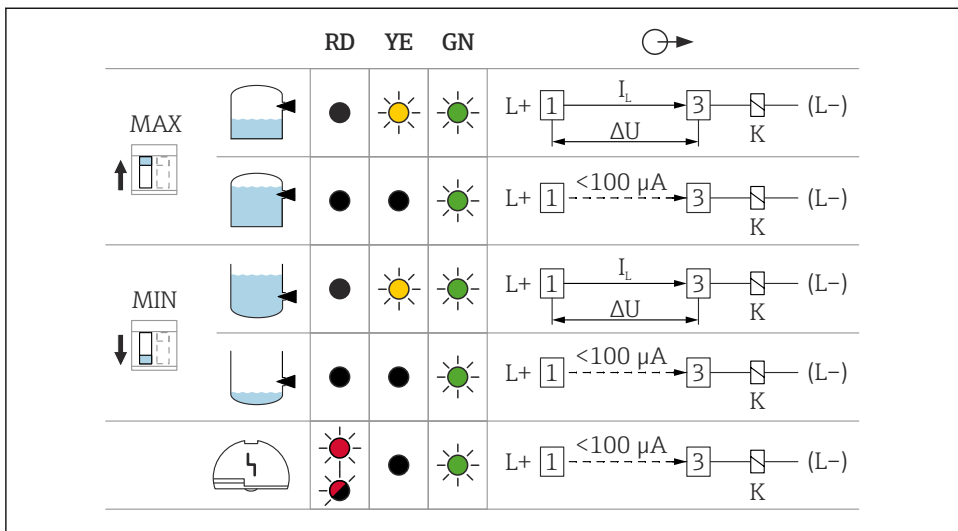 RD YE GN
MAX
L+ 1 I_L 3 (L−)
ΔU K
L+ 1 <100 μA 3 (L−)
K
MIN
L+ 1 I_L 3 (L−)
ΔU K
L+ 1 <100 μA 3 (L−)
K
L+ 1 <100 μA 3 (L−)
K